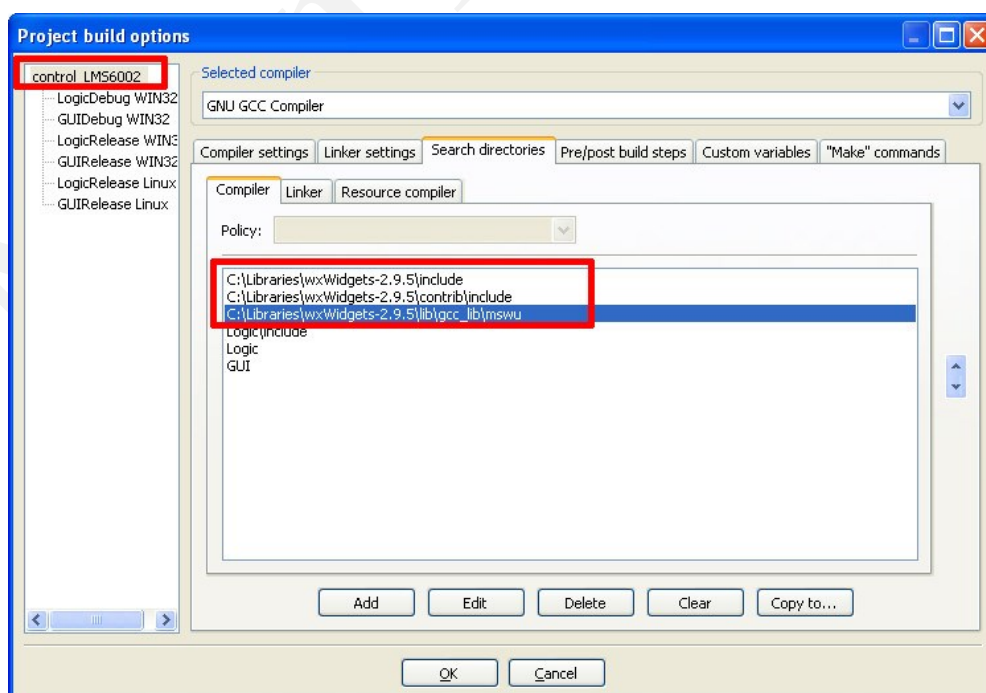 Project build options
control_LMS6002
LogicDebug WIN32
GUIDebug WIN32
LogicRelease WIN3
GUIRelease WIN32
LogicRelease Linux
GUIRelease Linux
Selected compiler
GNU GCC Compiler
Compiler settings Linker settings Search directories Pre/post build steps Custom variables "Make" commands
Compiler Linker Resource compiler
Policy:
C:\Libraries\wxWidgets-2.9.5\include
C:\Libraries\wxWidgets-2.9.5\contrib\include
C:\Libraries\wxWidgets-2.9.5\lib\gcc_lib\mswu
Logic\include
Logic
GUI
Add Edit Delete Clear Copy to...
OK Cancel